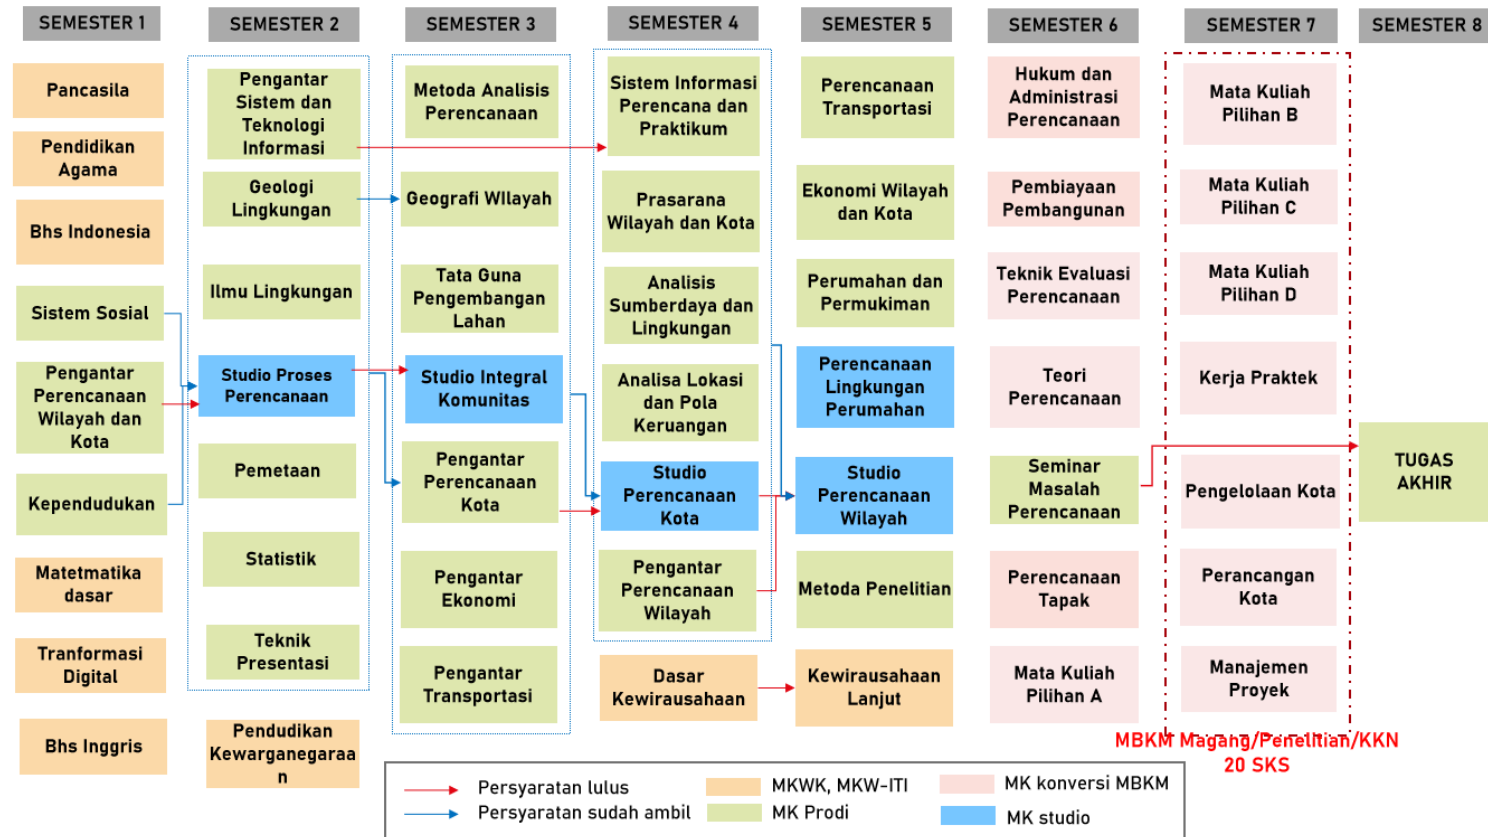 SEMESTER 1
Pancasila
Pendidikan
Agama
Bhs Indonesia
Sistem Sosial
Pengantar
Perencanaan
Wilayah dan
Kota
Kependudukan
Matetmatika
dasar
Tranformasi
Digital
Bhs Inggris
SEMESTER 2
Pengantar
Sistem dan
Teknologi
Informasi
Geologi
Lingkungan
Ilmu Lingkungan
Studio Proses
Perencanaan
Pemetaan
Statistik
Teknik
Presentasi
Pendudikan
Kewarganegaraa
n
SEMESTER 3
Metoda Analisis
Perencanaan
Geografi WIlayah
Tata Guna
Pengembangan
Lahan
Studio Integral
Komunitas
Pengantar
Perencanaan
Kota
Pengantar
Ekonomi
Pengantar
Transportasi
SEMESTER 4
Sistem Informasi
Perencana dan
Praktikum
Prasarana
Wilayah dan Kota
Analisis
Sumberdaya dan
Lingkungan
Analisa Lokasi
dan Pola
Keruangan
Studio
Perencanaan
Kota
Pengantar
Perencanaan
Wilayah
Dasar
Kewirausahaan
SEMESTER 5
Perencanaan
Transportasi
Ekonomi Wilayah
dan Kota
Perumahan dan
Permukiman
Perencanaan
Lingkungan
Perumahan
Studio
Perencanaan
Wilayah
Metoda Penelitian
Kewirausahaan
Lanjut
SEMESTER 6
Hukum dan
Administrasi
Perencanaan
Pembiayaan
Pembangunan
Teknik Evaluasi
Perencanaan
Teori
Perencanaan
Seminar
Masalah
Perencanaan
Perencanaan
Tapak
Mata Kuliah
Pilihan A
SEMESTER 7
Mata Kuliah
Pilihan B
Mata Kuliah
Pilihan C
Mata Kuliah
Pilihan D
Kerja Praktek
Pengelolaan Kota
Perancangan
Kota
Manajemen
Proyek
MBKM Magang/Penelitian/KKN
20 SKS
SEMESTER 8
TUGAS
AKHIR
Persyaratan lulus
Persyaratan sudah ambil
MKWK, MKW-ITI
MK Prodi
MK konversi MBKM
MK studio